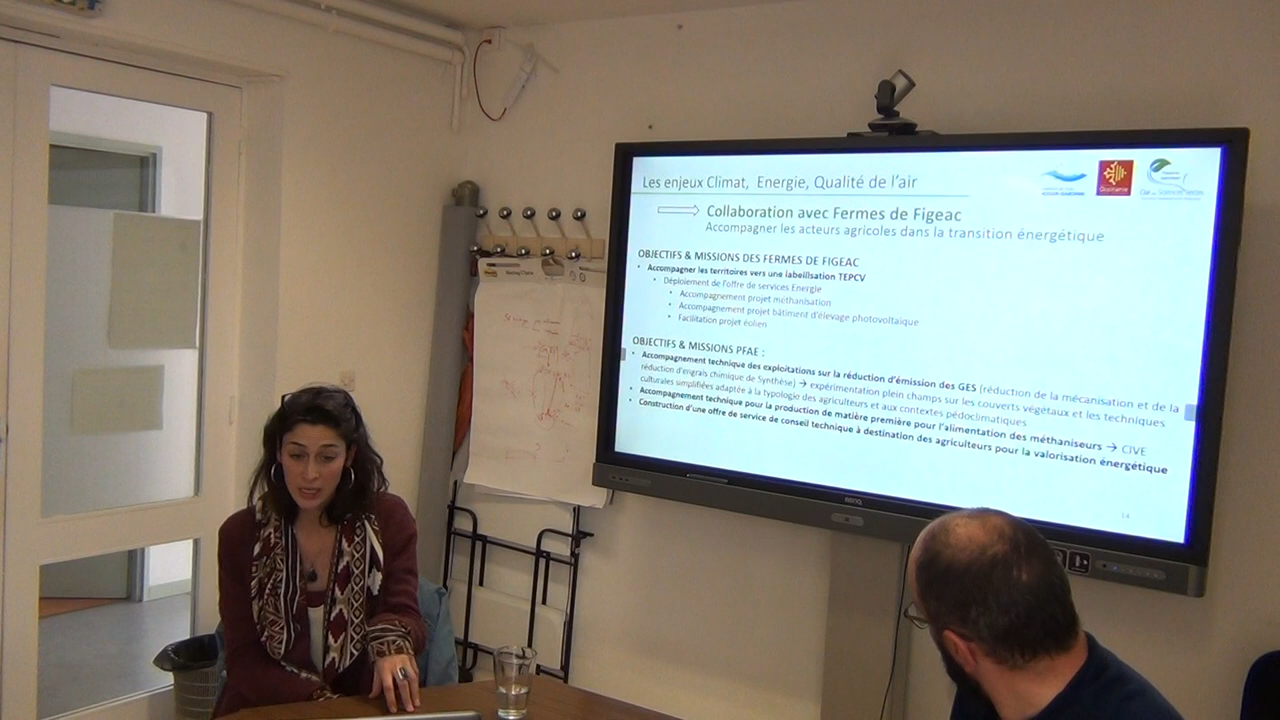 Les enjeux Climat, Energie, Qualité de l'air
Collaboration avec Fermes de Figeac
Accompagner les acteurs agricoles dans la transition énergétique
OBJECTIFS & MISSIONS DES FERMES DE FIGEAC
• Accompagner les territoires vers une labellisation TEPCV
• Déploiement de l'offre de services Energie
• Accompagnement projet méthanisation
• Accompagnement projet bâtiment d'élevage photovoltaïque
• Facilitation projet éolien
OBJECTIFS & MISSIONS PFAE :
• Accompagnement technique des exploitations sur la réduction d'émission des GES (réduction de la mécanisation et de la
réduction d'engrais chimique de Synthèse) → expérimentation plein champs sur les couverts végétaux et les techniques
culturales simplifiées adaptée à la typologie des agriculteurs et aux contextes pédoclimatiques
• Accompagnement technique pour la production de matière première pour l'alimentation des méthaniseurs → CIVE
• Construction d'une offre de service de conseil technique à destination des agriculteurs pour la valorisation énergétique
14
Occitanie
BenQ